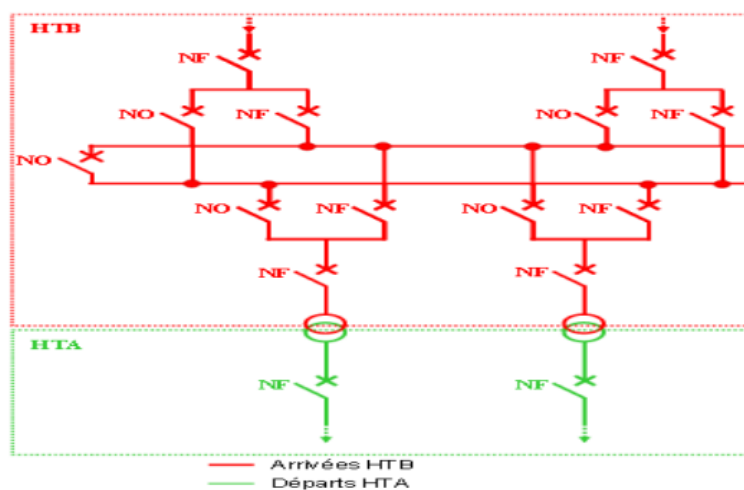 HTB
NF NF
NO NF NO NF
NO
NO NF NO NF
NF NF
HTA
NF NF
Arrivées HTB
Départs HTA